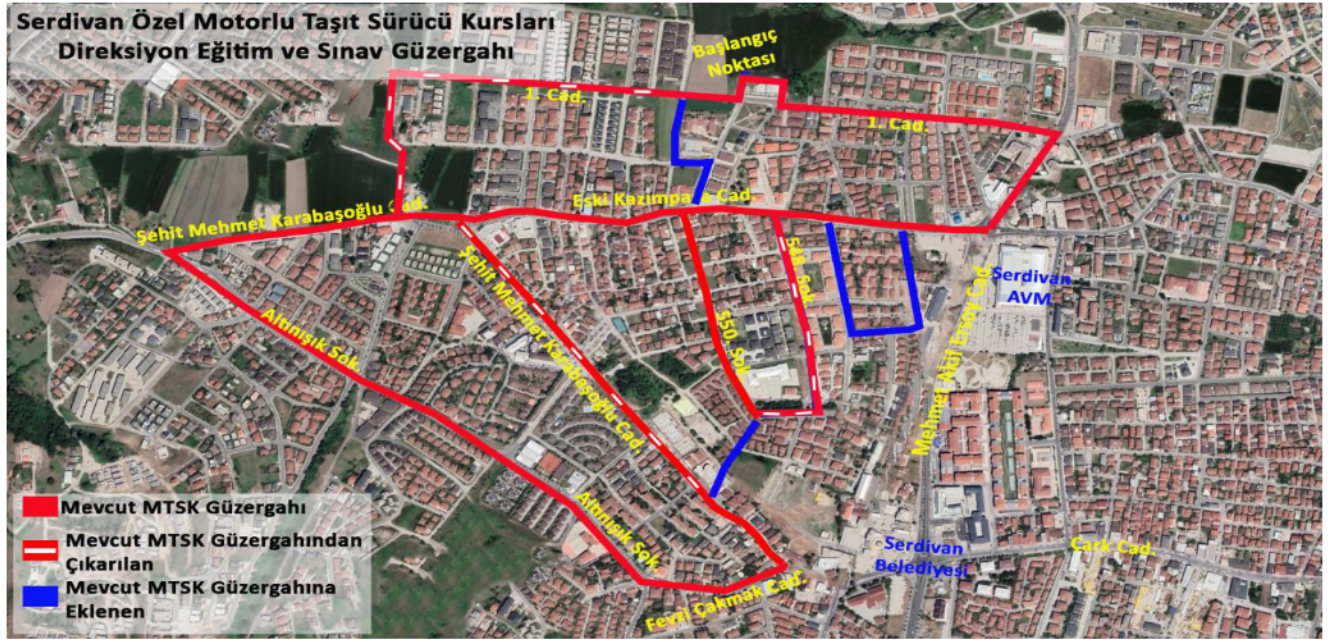 Serdivan Özel Motorlu Taşıt Sürücü Kursları
Direksiyon Eğitim ve Sınav Güzergahı
Başlangıç
Noktası
1. Cad.
1. Cad.
Eski Kazımpaşa Cad.
Şehit Mehmet Karabaşoğlu Cad.
Şehit Mehmet Karabaşoğlu Cad.
548. Sok
550. Sok
Serdivan
AVM
Mehmet Akif Ersoy Cad.
Altınışık Sok.
Altınışık Sok.
Serdivan
Belediyesi
Çark Cad.
Fevzi Çakmak Cad.
Mevcut MTSK Güzergahı
Mevcut MTSK Güzergahından
Çıkarılan
Mevcut MTSK Güzergahına
Eklenen